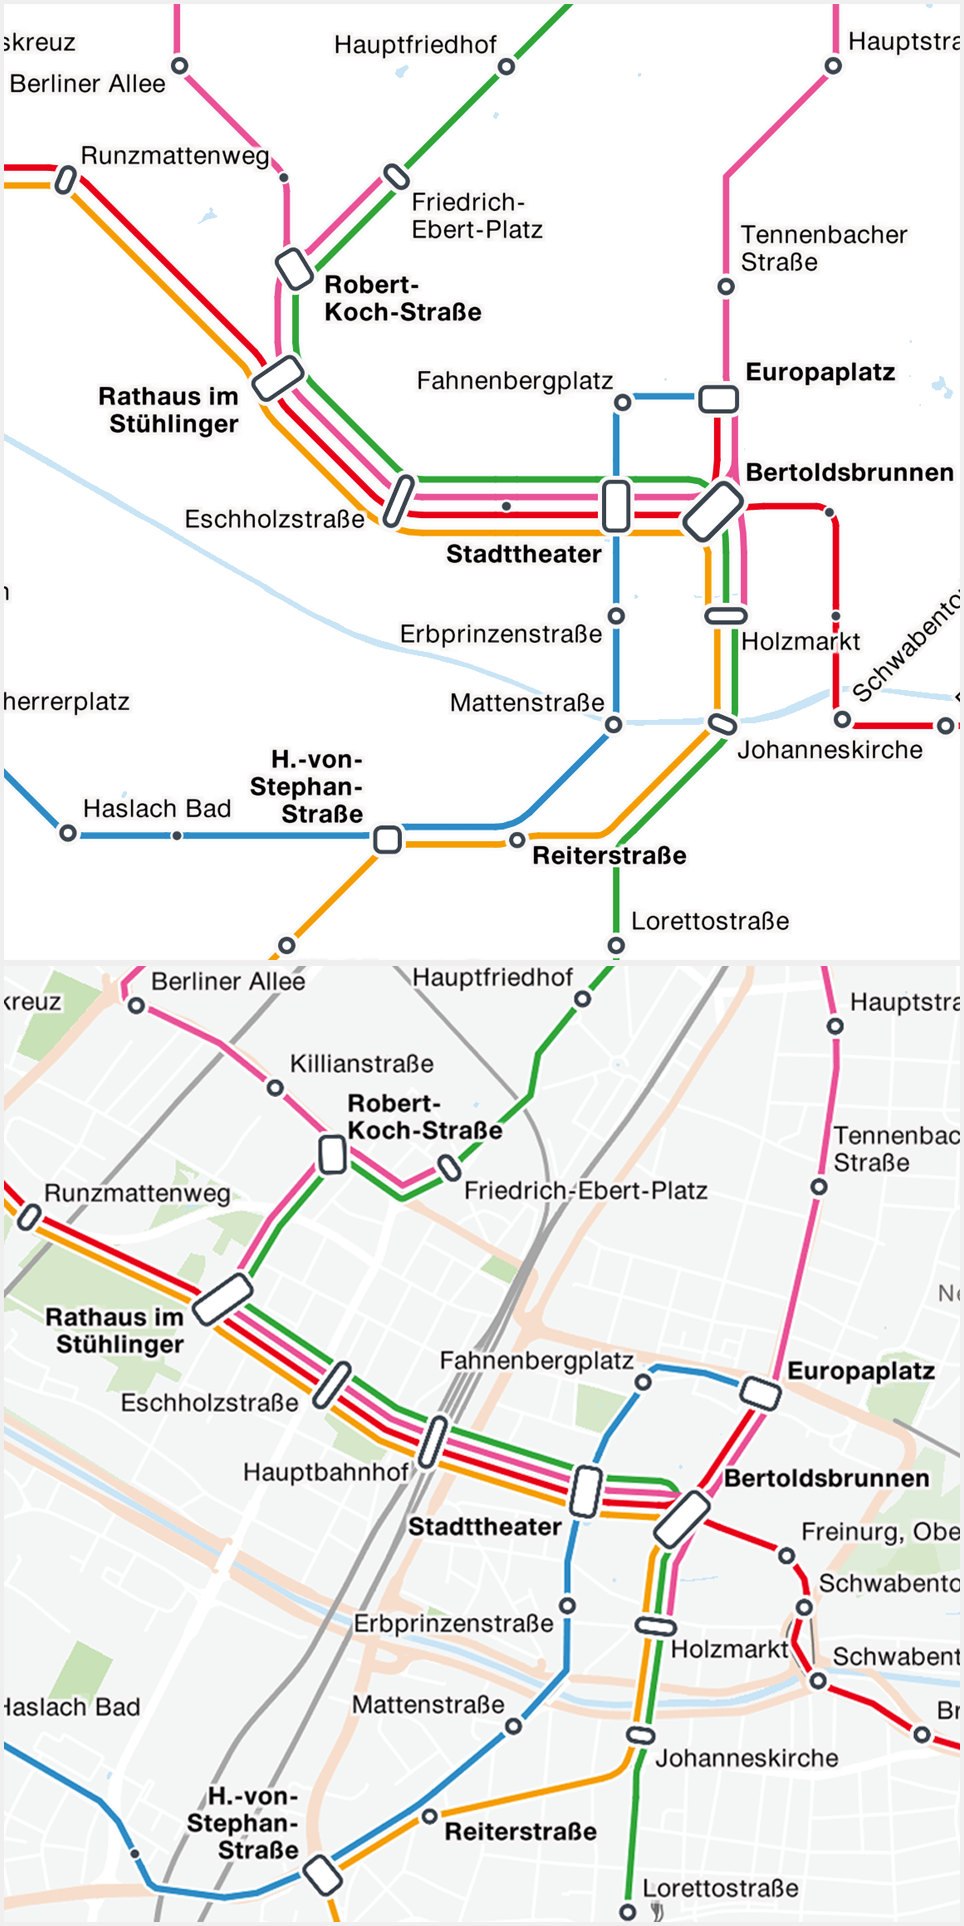 skreuz
Hauptfriedhof
Hauptstra
Berliner Allee
Runzmattenweg
Friedrich-
Ebert-Platz
Tennenbacher
Straße
Robert-
Koch-Straße
Fahnenbergplatz
Europaplatz
Rathaus im
Stühlinger
Bertoldsbrunnen
Eschholzstraße
Stadttheater
Erbprinzenstraße
Holzmarkt
Schwabento
herrerplatz
Mattenstraße
Johanneskirche
H.-von-
Stephan-
Straße
Haslach Bad
Reiterstraße
Lorettostraße
Berliner Allee
Hauptfriedhof
kreuz
Hauptstra
Killianstraße
Robert-
Koch-Straße
Tennenbac
Straße
Runzmattenweg
Friedrich-Ebert-Platz
Ne
Rathaus im
Stühlinger
Fahnenbergplatz
Europaplatz
Eschholzstraße
Hauptbahnhof
Bertoldsbrunnen
Stadttheater
Freinurg, Obe
Schwabento
Erbprinzenstraße
Holzmarkt
Schwabent
Haslach Bad
Mattenstraße
Br
Johanneskirche
H.-von-
Stephan-
Straße
Reiterstraße
Lorettostraße